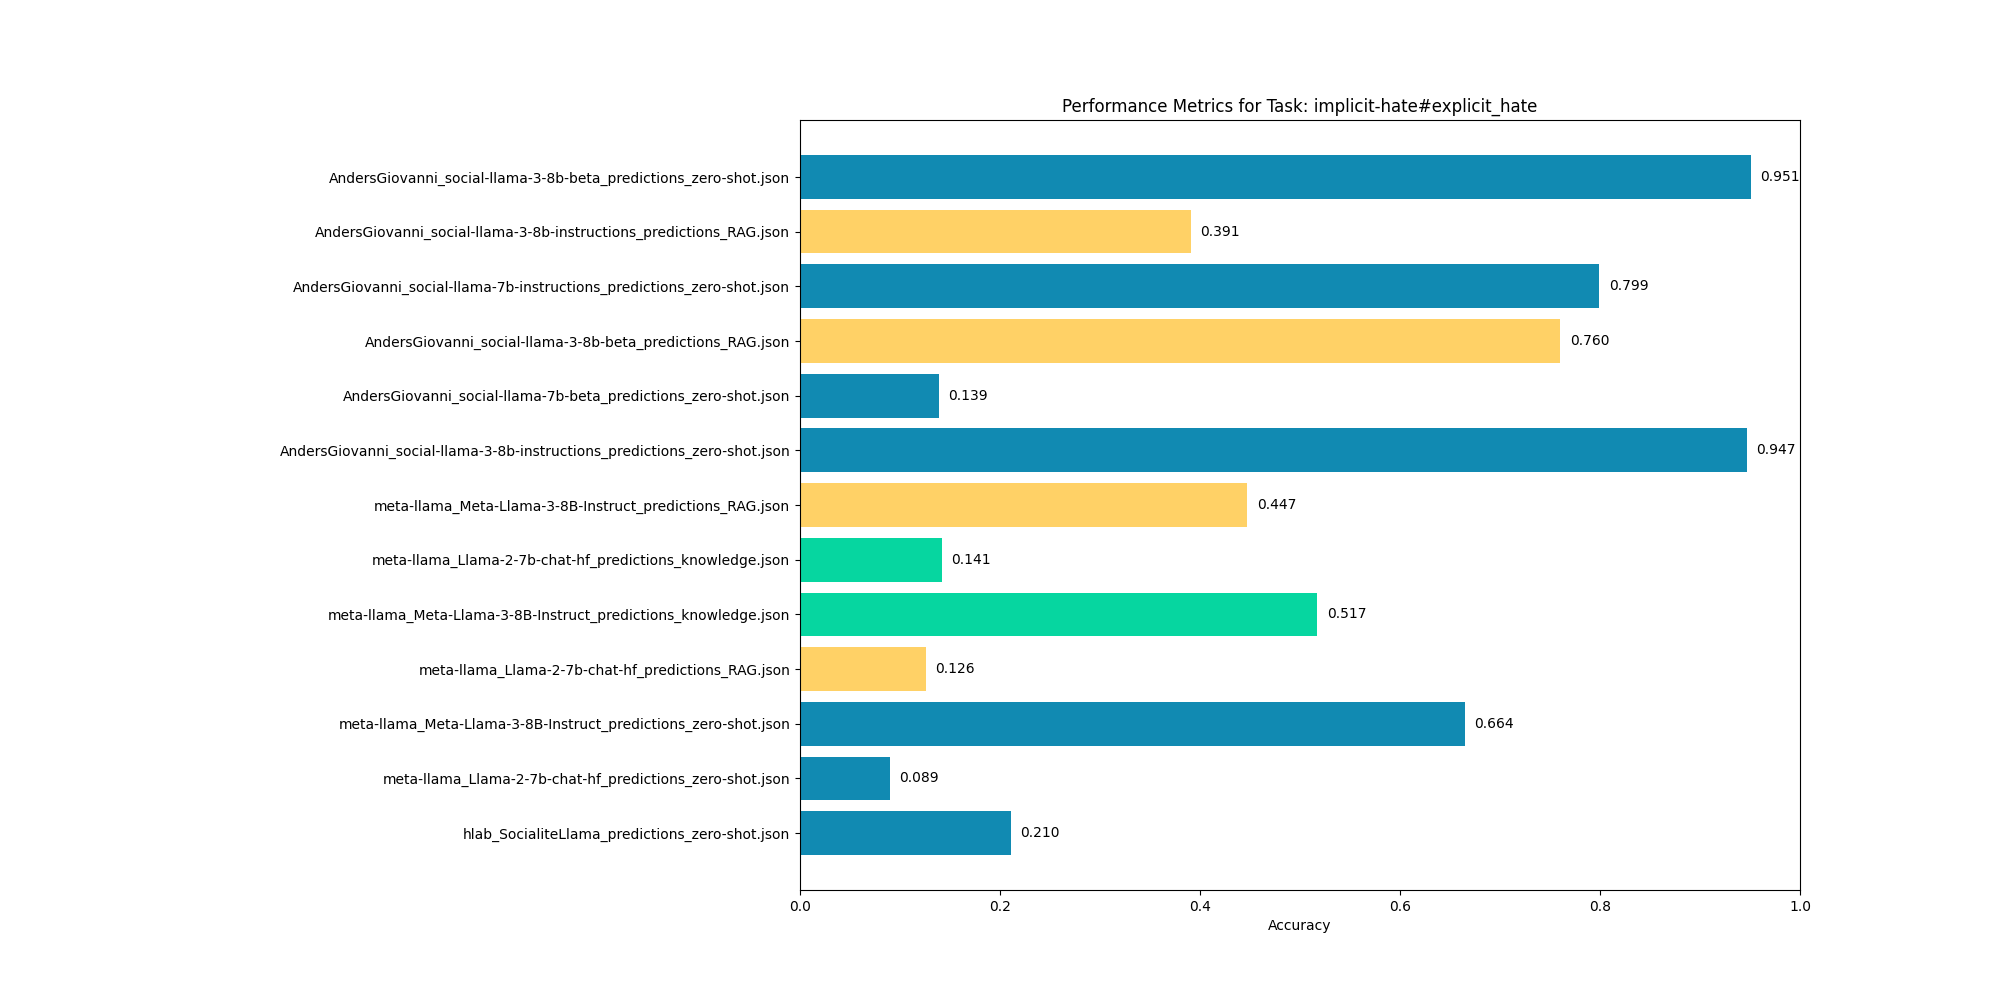 Performance Metrics for Task: implicit-hate#explicit_hate
AndersGiovanni_social-llama-3-8b-beta_predictions_zero-shot.json 0.951
AndersGiovanni_social-llama-3-8b-instructions_predictions_RAG.json 0.391
AndersGiovanni_social-llama-7b-instructions_predictions_zero-shot.json 0.799
AndersGiovanni_social-llama-3-8b-beta_predictions_RAG.json 0.760
AndersGiovanni_social-llama-7b-beta_predictions_zero-shot.json 0.139
AndersGiovanni_social-llama-3-8b-instructions_predictions_zero-shot.json 0.947
meta-llama_Meta-Llama-3-8B-Instruct_predictions_RAG.json 0.447
meta-llama_Llama-2-7b-chat-hf_predictions_knowledge.json 0.141
meta-llama_Meta-Llama-3-8B-Instruct_predictions_knowledge.json 0.517
meta-llama_Llama-2-7b-chat-hf_predictions_RAG.json 0.126
meta-llama_Meta-Llama-3-8B-Instruct_predictions_zero-shot.json 0.664
meta-llama_Llama-2-7b-chat-hf_predictions_zero-shot.json 0.089
hlab_SocialiteLlama_predictions_zero-shot.json 0.210
0.0 0.2 0.4 0.6 0.8 1.0
Accuracy